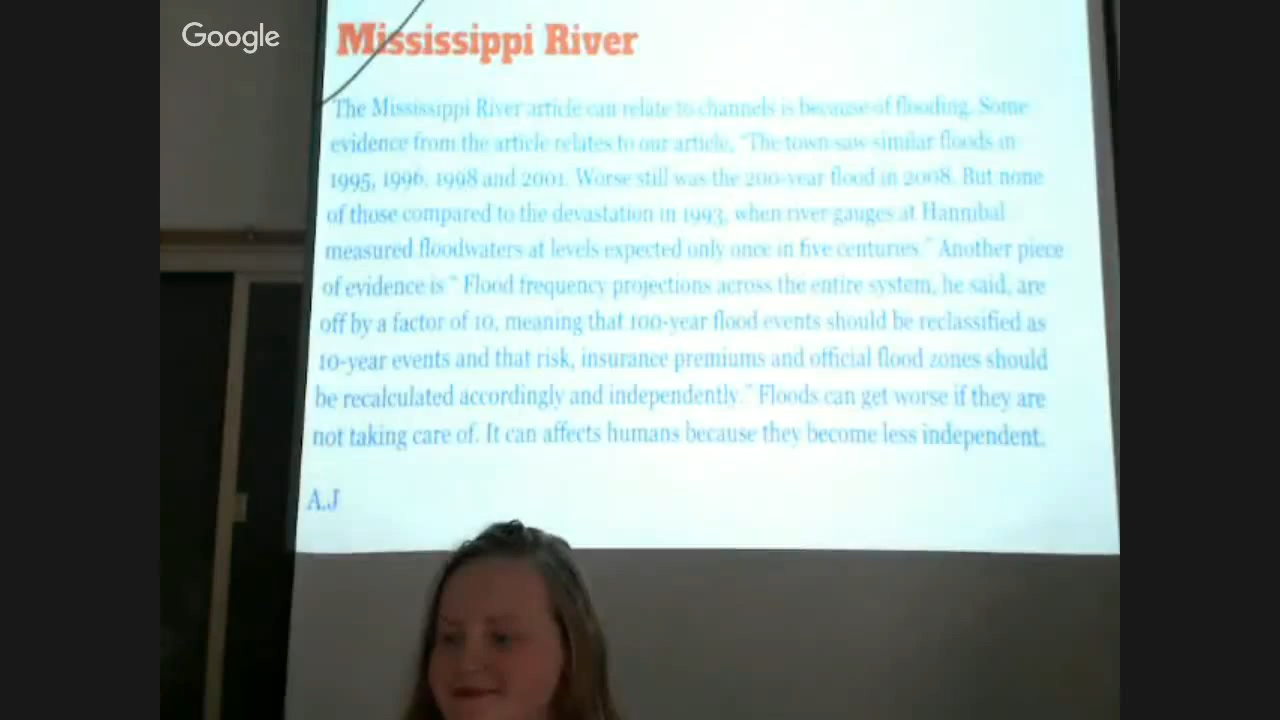 Google
Mississippi River
The Mississippi River article can relate to channels is because of flooding. Some
evidence from the article relates to our article, "The town saw similar floods in
1995, 1996, 1998 and 2001. Worse still was the 200-year flood in 2008. But none
of those compared to the devastation in 1993, when river gauges at Hannibal
measured floodwaters at levels expected only once in five centuries." Another piece
of evidence is" Flood frequency projections across the entire system, he said, are
off by a factor of 10, meaning that 100-year flood events should be reclassified as
10-year events and that risk, insurance premiums and official flood zones should
be recalculated accordingly and independently." Floods can get worse if they are
not taking care of. It can affects humans because they become less independent.
A.J